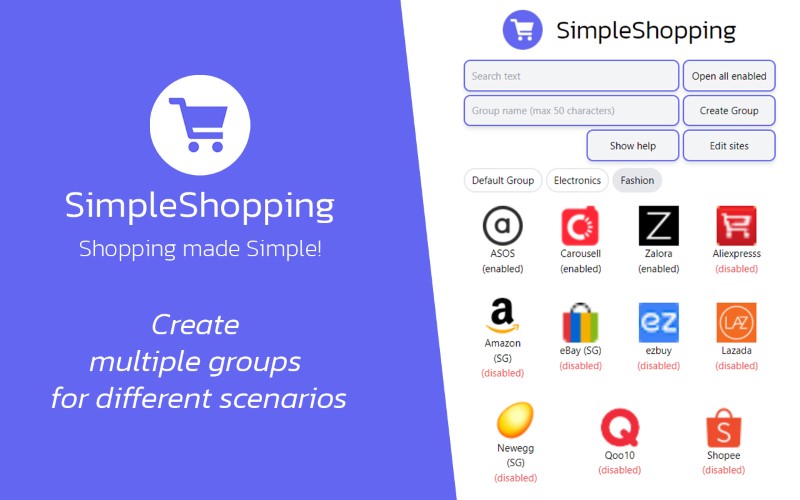 SimpleShopping
Shopping made Simple!
Create
multiple groups
for different scenarios
SimpleShopping
Search text
Open all enabled
Group name (max 50 characters)
Create Group
Show help
Edit sites
Default Group
Electronics
Fashion
a
ASOS
(enabled)
Carousell
(enabled)
Z
Zalora
(enabled)
Aliexpresss
(disabled)
a
Amazon
(SG)
(disabled)
eBay (SG)
(disabled)
ez
ezbuy
(disabled)
LAZ
Lazada
(disabled)
Newegg
(SG)
(disabled)
Q
Qoo10
(disabled)
S
Shopee
(disabled)